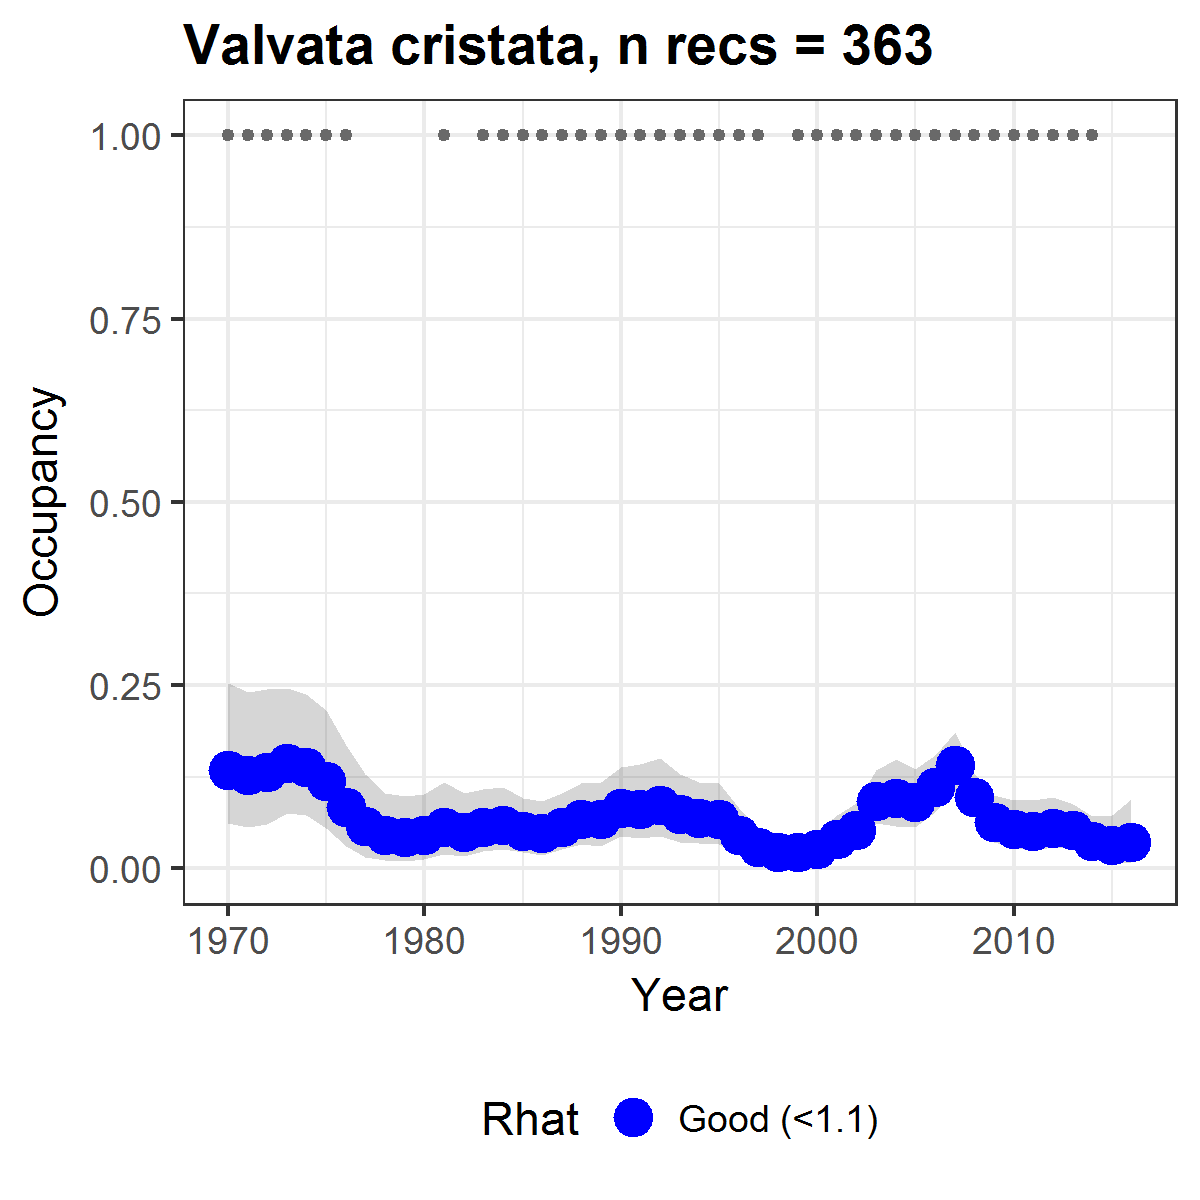 Valvata cristata, n recs = 363
1.00
0.75
0.50
0.25
0.00
Occupancy
1970 1980 1990 2000 2010
Year
Rhat Good (<1.1)